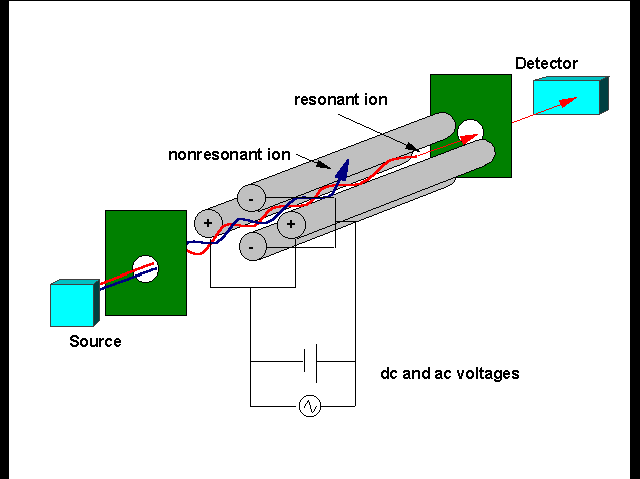 Detector
resonant ion
nonresonant ion
-
+
+
-
Source
dc and ac voltages